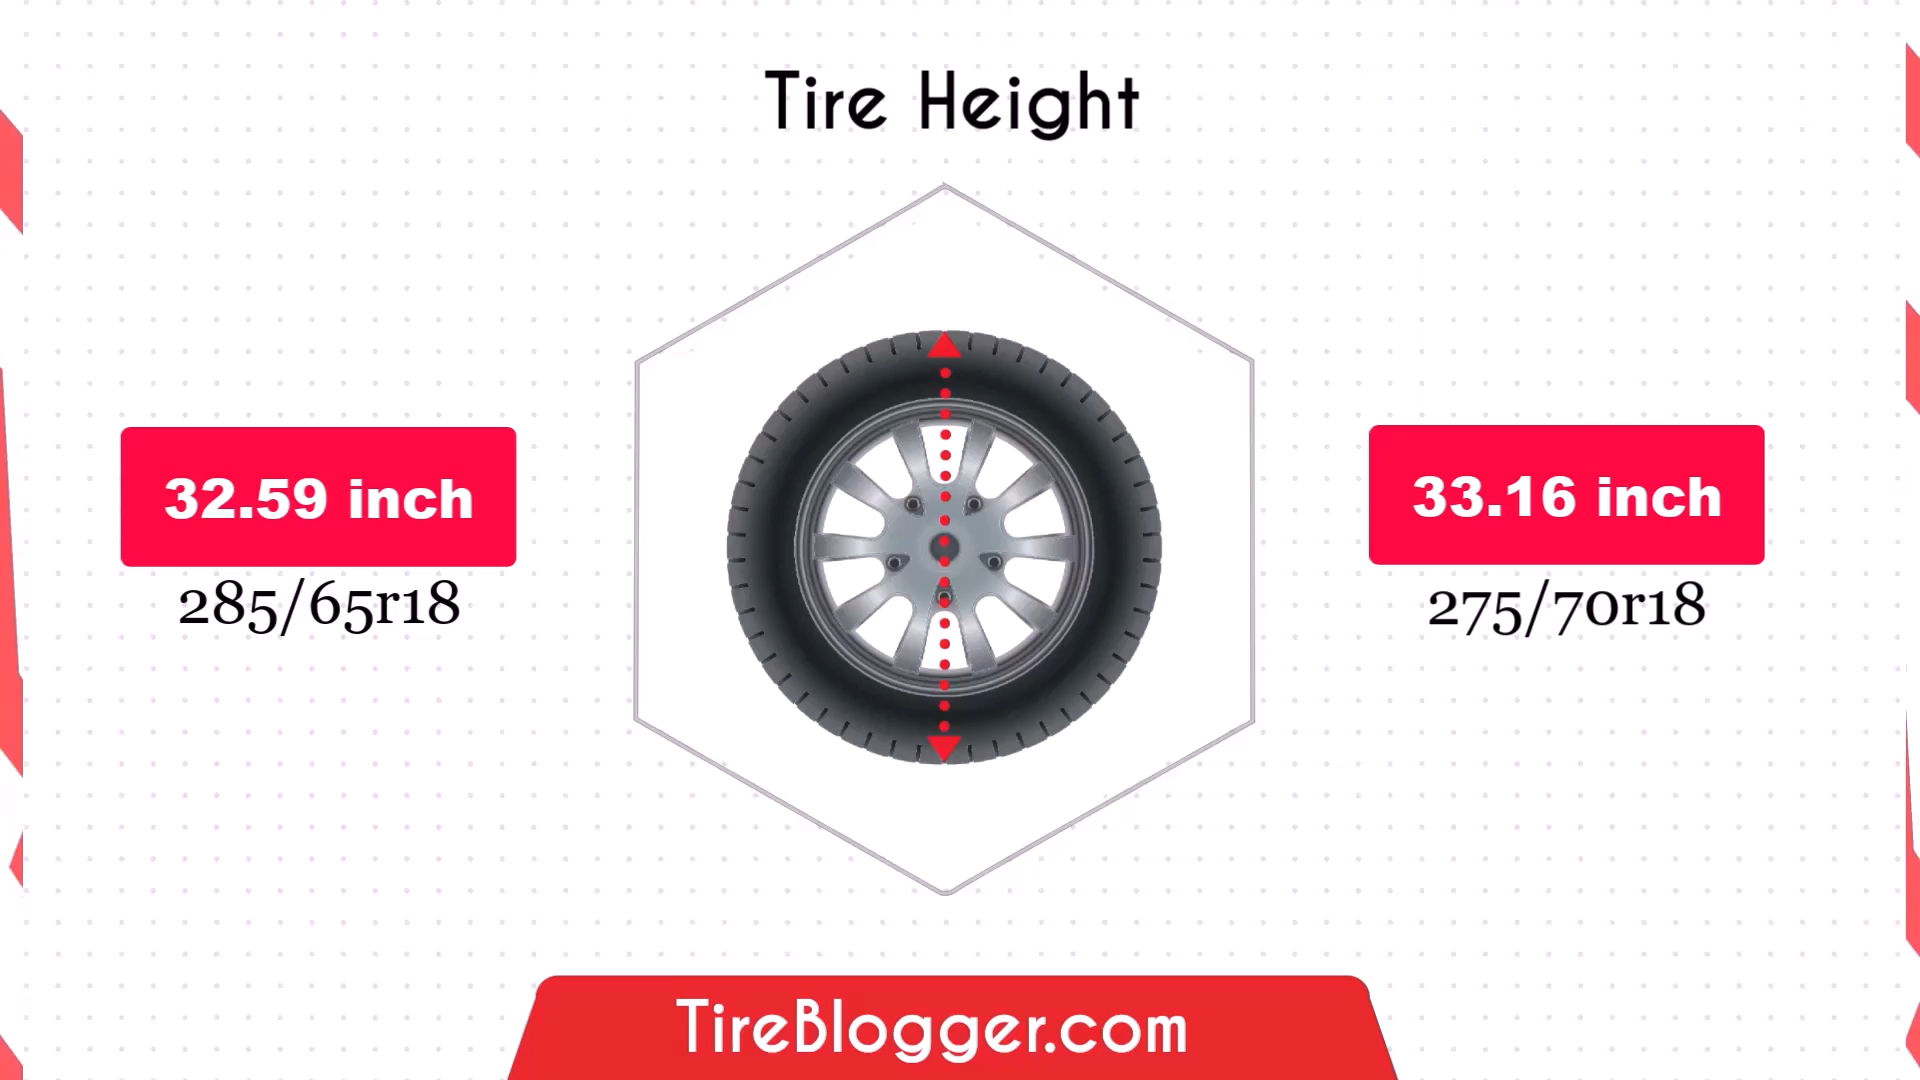 Tire Height
32.59 inch
285/65r18
33.16 inch
275/70r18
TireBlogger.com